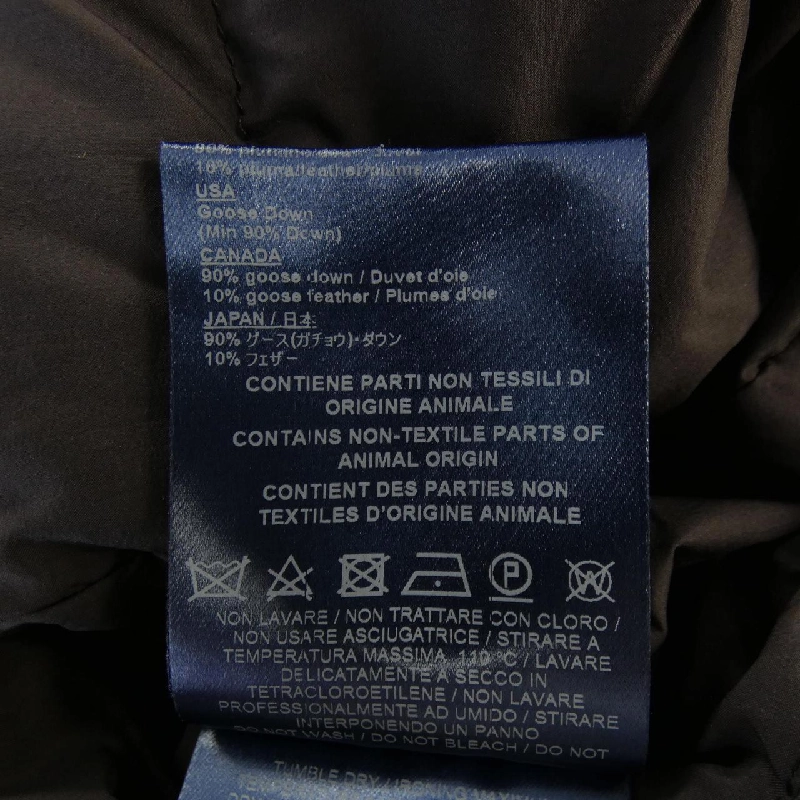 10% piuma/feather/plume
USA
Goose Down
(Min 90% Down)
CANADA
90% goose down / Duvet d'oie
10% goose feather / Plumes d'oie
JAPAN / 日本
90% グース(ガチョウ)・ダウン
10% フェザー
CONTIENE PARTI NON TESSILI DI
ORIGINE ANIMALE
CONTAINS NON-TEXTILE PARTS OF
ANIMAL ORIGIN
CONTIENT DES PARTIES NON
TEXTILES D'ORIGINE ANIMALE
P
W
NON LAVARE / NON TRATTARE CON CLORO /
NON USARE ASCIUGATRICE / STIRARE A
TEMPERATURA MASSIMA 110 °C / LAVARE
DELICATAMENTE A SECCO IN
TETRACLOROETILENE / NON LAVARE
PROFESSIONALMENTE AD UMIDO / STIRARE
INTERPONENDO UN PANNO
DO NOT WASH / DO NOT BLEACH / DO NOT
TUMBLE DRY / IRONING